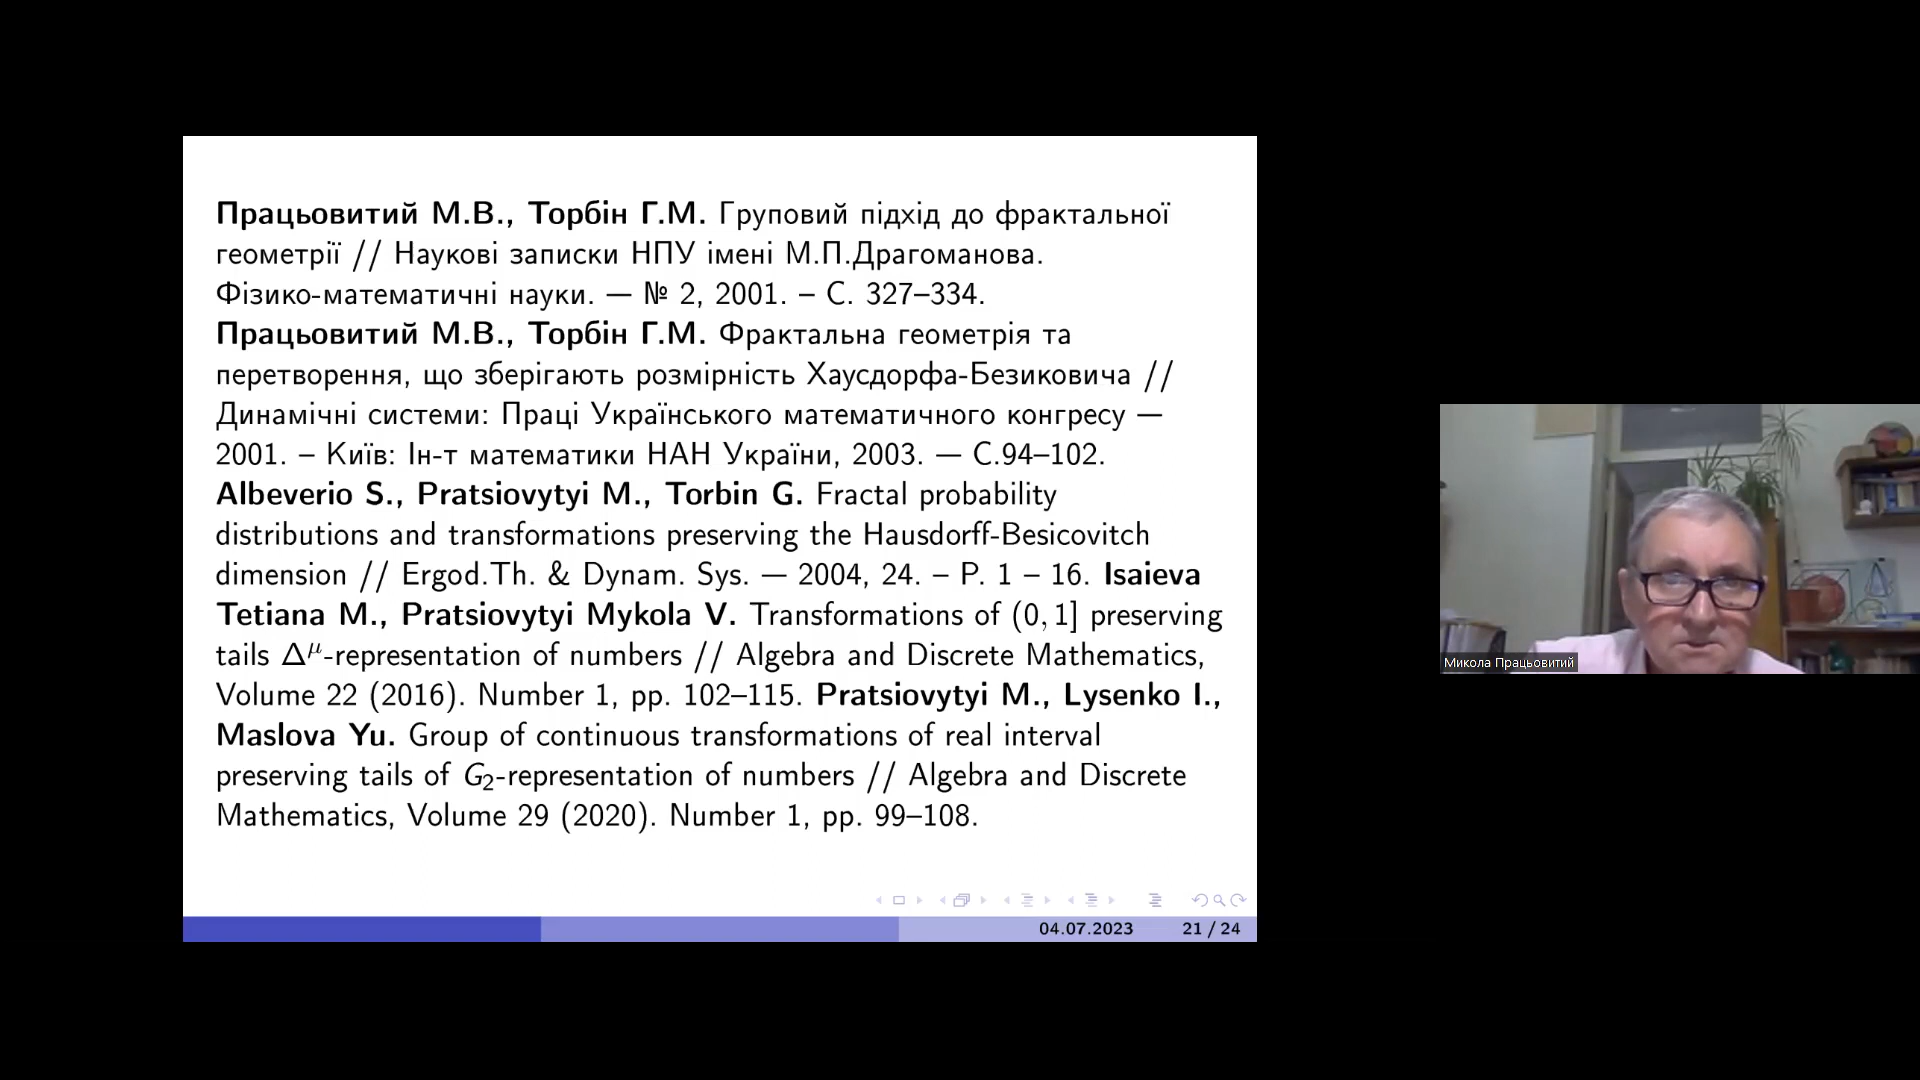 Працьовитий М.В., Торбін Г.М. Груповий підхід до фрактальної
геометрії // Наукові записки НПУ імені М.П.Драгоманова.
Фізико-математичні науки. — № 2, 2001. – С. 327–334.
Працьовитий М.В., Торбін Г.М. Фрактальна геометрія та
перетворення, що зберігають розмірність Хаусдорфа-Безиковича //
Динамічні системи: Праці Українського математичного конгресу —
2001. – Київ: Ін-т математики НАН України, 2003. — С.94–102.
Albeverio S., Pratsiovytyi M., Torbin G. Fractal probability
distributions and transformations preserving the Hausdorff-Besicovitch
dimension // Ergod.Th. & Dynam. Sys. — 2004, 24. – P. 1 – 16. Isaieva
Tetiana M., Pratsiovytyi Mykola V. Transformations of (0, 1] preserving
tails Δ^μ-representation of numbers // Algebra and Discrete Mathematics,
Volume 22 (2016). Number 1, pp. 102–115. Pratsiovytyi M., Lysenko I.,
Maslova Yu. Group of continuous transformations of real interval
preserving tails of G₂-representation of numbers // Algebra and Discrete
Mathematics, Volume 29 (2020). Number 1, pp. 99–108.
04.07.2023 21 / 24
Микола Працьовитий